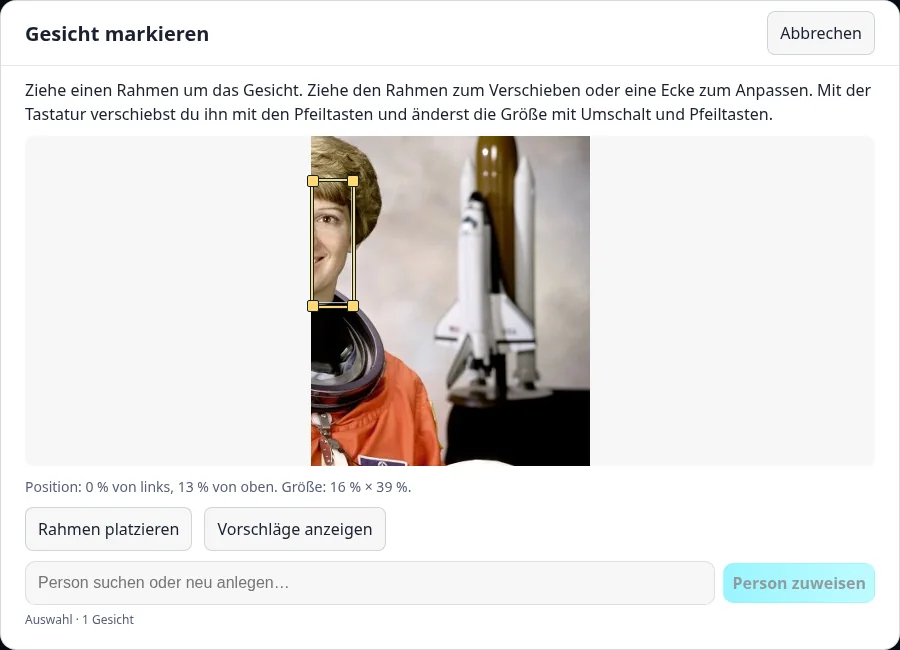 Gesicht markieren
Abbrechen
Ziehe einen Rahmen um das Gesicht. Ziehe den Rahmen zum Verschieben oder eine Ecke zum Anpassen. Mit der
Tastatur verschiebst du ihn mit den Pfeiltasten und änderst die Größe mit Umschalt und Pfeiltasten.
Position: 0 % von links, 13 % von oben. Größe: 16 % × 39 %.
Rahmen platzieren
Vorschläge anzeigen
Person suchen oder neu anlegen…
Person zuweisen
Auswahl · 1 Gesicht